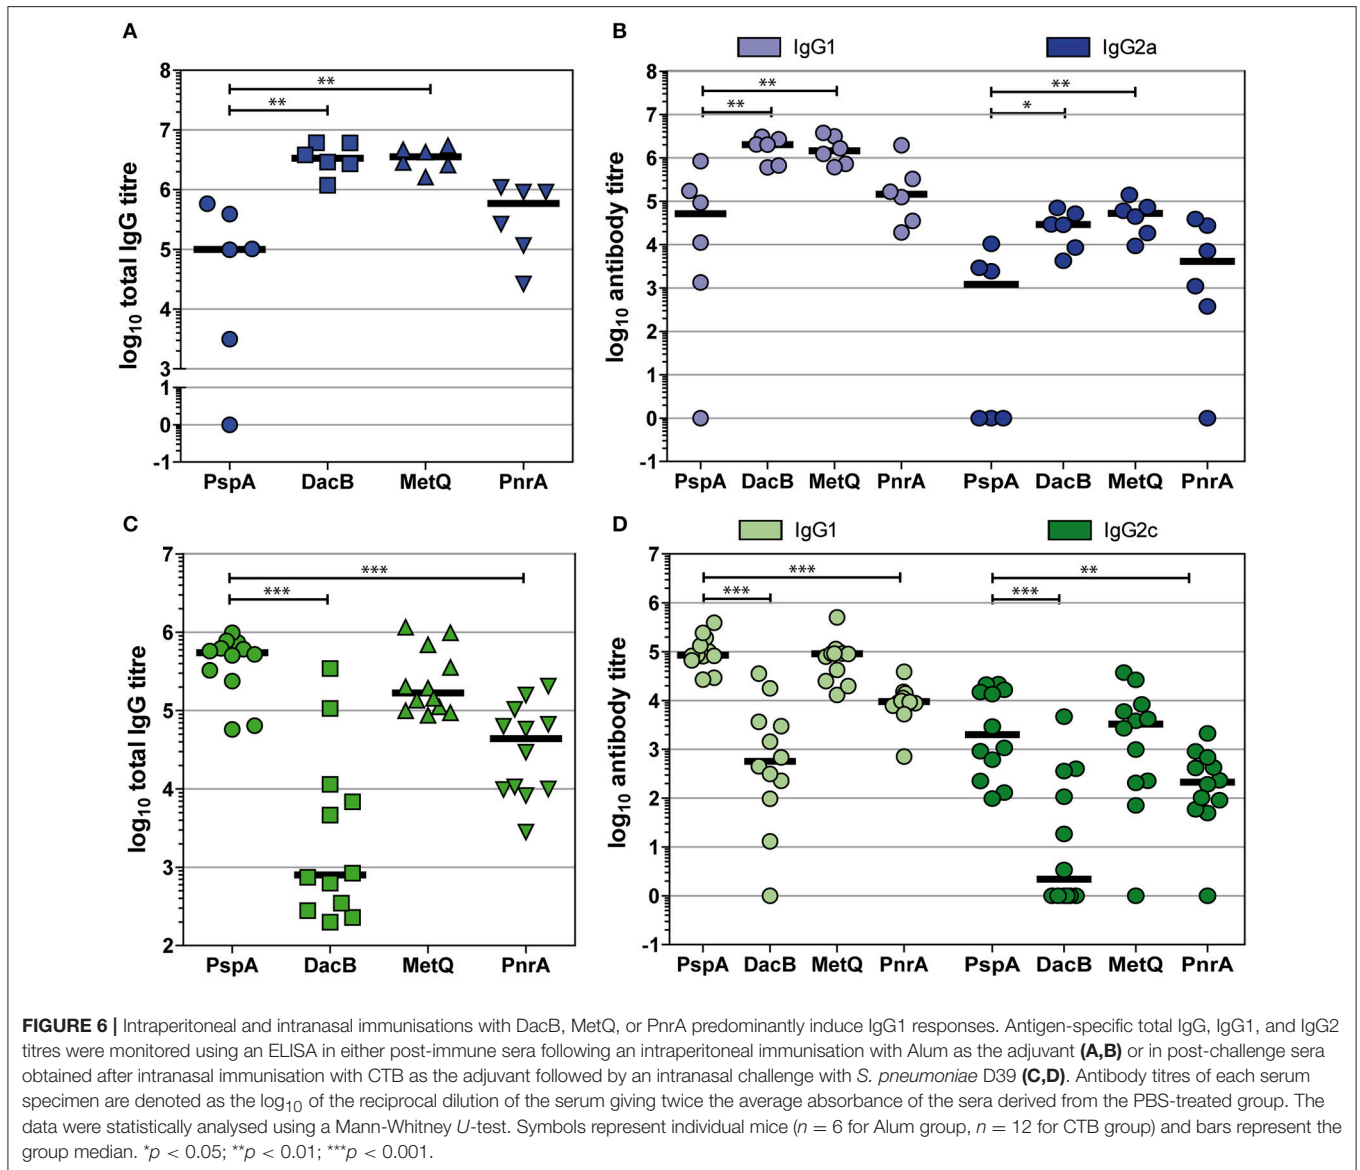 A
log10 total IgG titre
8
7
6
5
4
3
1
0
-1
**
**
PspA DacB MetQ PnrA
B
IgG1 IgG2a
log10 antibody titre
8
7
6
5
4
3
2
1
0
-1
** **
** *
PspA DacB MetQ PnrA PspA DacB MetQ PnrA
C
log10 total IgG titre
7
6
5
4
3
2
***
***
PspA DacB MetQ PnrA
D
IgG1 IgG2c
log10 antibody titre
7
6
5
4
3
2
1
0
-1
*** **
*** ***
PspA DacB MetQ PnrA PspA DacB MetQ PnrA
FIGURE 6 | Intraperitoneal and intranasal immunisations with DacB, MetQ, or PnrA predominantly induce IgG1 responses. Antigen-specific total IgG, IgG1, and IgG2
titres were monitored using an ELISA in either post-immune sera following an intraperitoneal immunisation with Alum as the adjuvant (A,B) or in post-challenge sera
obtained after intranasal immunisation with CTB as the adjuvant followed by an intranasal challenge with S. pneumoniae D39 (C,D). Antibody titres of each serum
specimen are denoted as the log10 of the reciprocal dilution of the serum giving twice the average absorbance of the sera derived from the PBS-treated group. The
data were statistically analysed using a Mann-Whitney U-test. Symbols represent individual mice (n = 6 for Alum group, n = 12 for CTB group) and bars represent the
group median. *p < 0.05; **p < 0.01; ***p < 0.001.